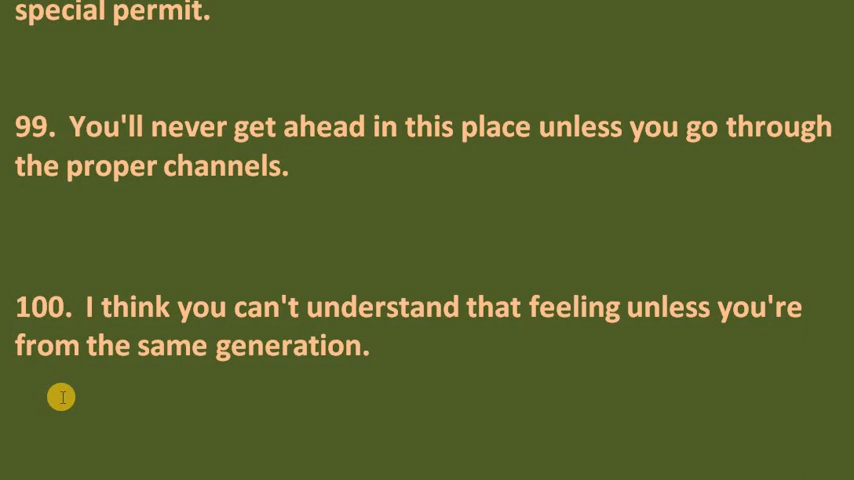 special permit.
99. You'll never get ahead in this place unless you go through
the proper channels.
100. I think you can't understand that feeling unless you're
from the same generation.